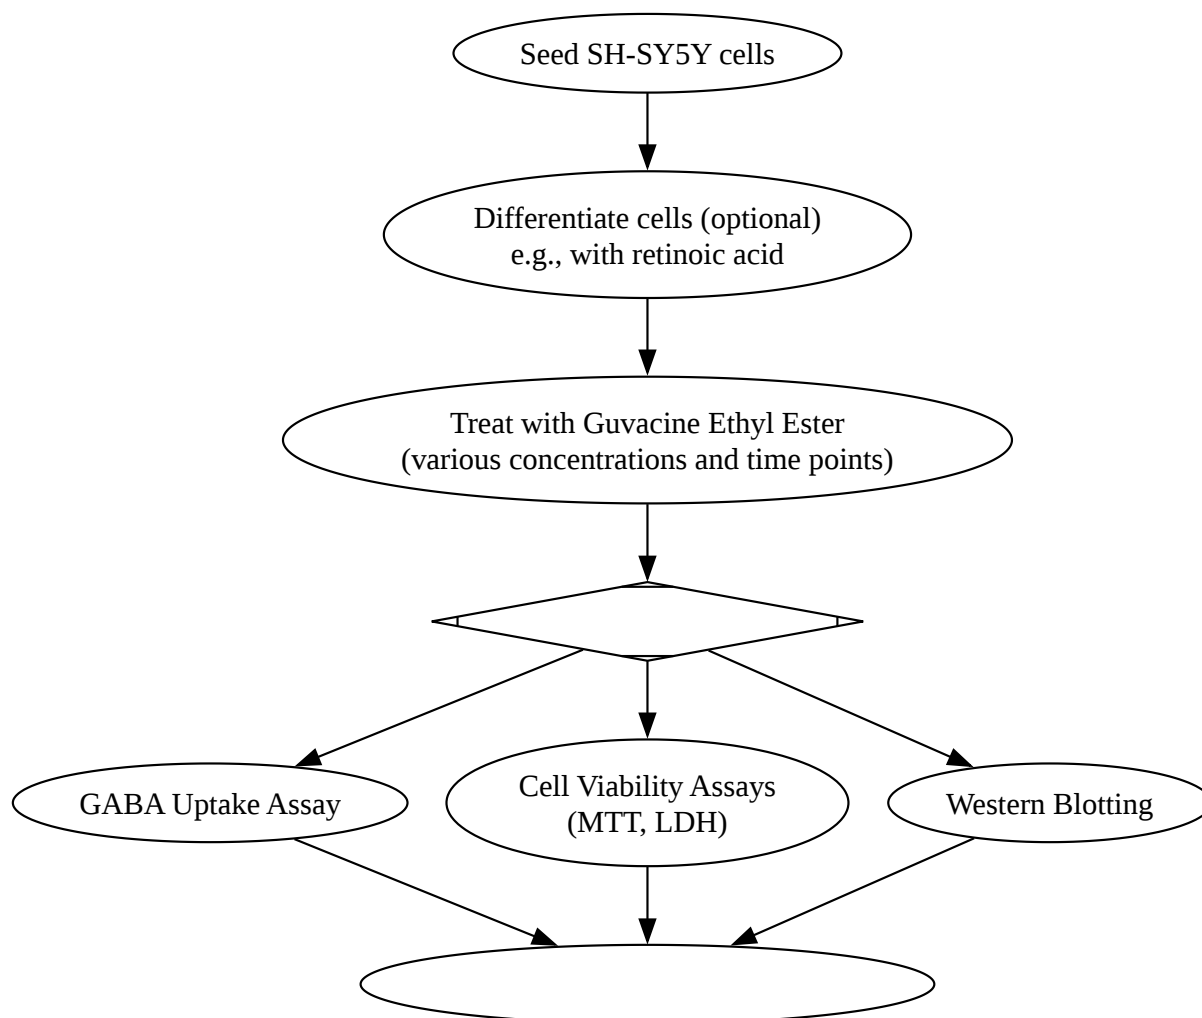 Seed SH-SY5Y cells
Differentiate cells (optional)
e.g., with retinoic acid
Treat with Guvacine Ethyl Ester
(various concentrations and time points)
GABA Uptake Assay
Cell Viability Assays
(MTT, LDH)
Western Blotting